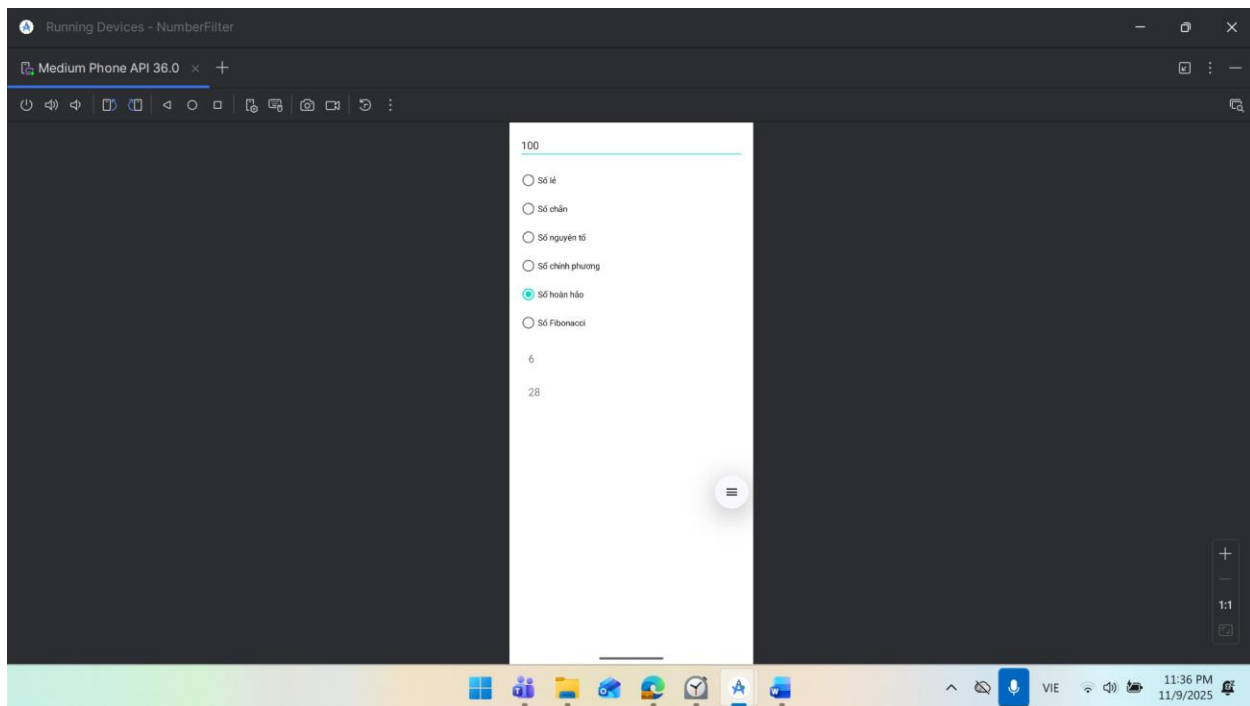 Running Devices - NumberFilter
Medium Phone API 36.0
100
Số lẻ
Số chẵn
Số nguyên tố
Số chính phương
Số hoàn hảo
Số Fibonacci
6
28
1:1
VIE
11:36 PM
11/9/2025